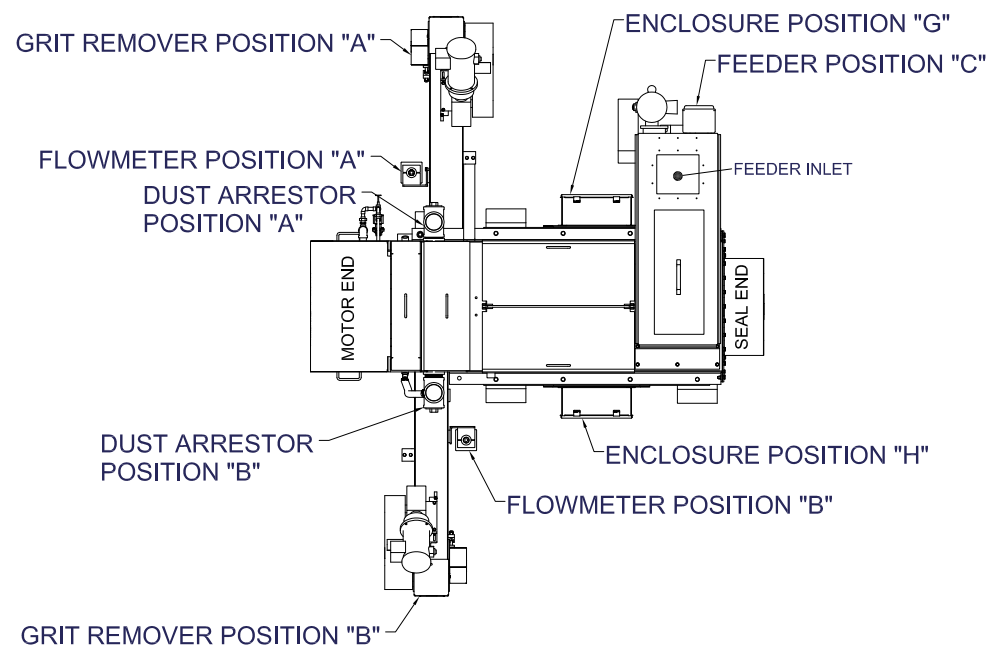 ENCLOSURE POSITION "G"
GRIT REMOVER POSITION "A"
FEEDER POSITION "C"
FLOWMETER POSITION "A"
FEEDER INLET
DUST ARRESTOR
POSITION "A"
MOTOR END
SEAL END
DUST ARRESTOR
POSITION "B"
ENCLOSURE POSITION "H"
FLOWMETER POSITION "B"
GRIT REMOVER POSITION "B"